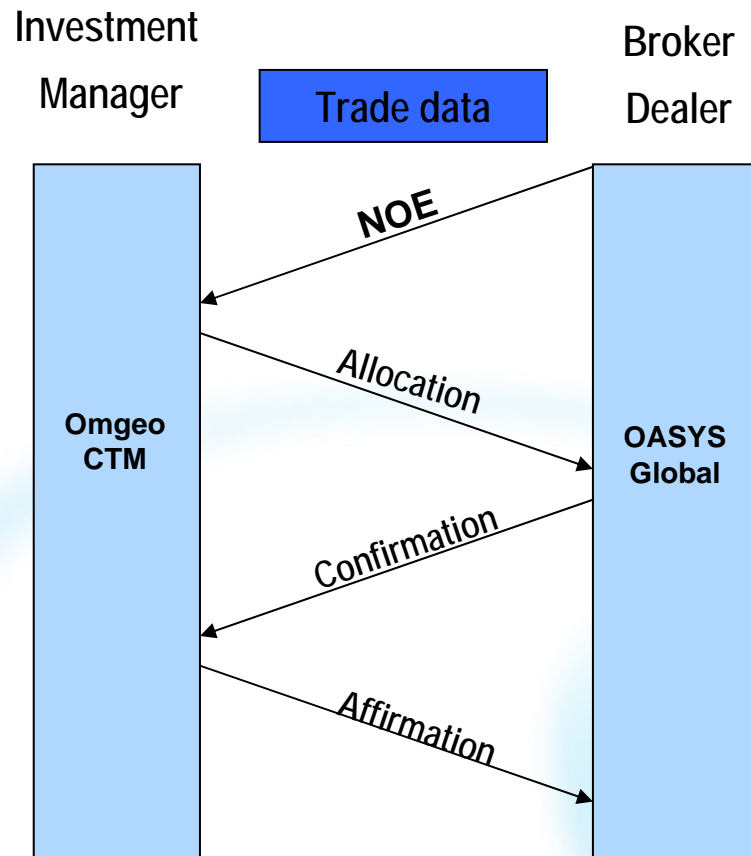 Investment
Manager
Trade data
Broker
Dealer
NOE
Allocation
Omgeo
CTM
OASYS
Global
Confirmation
Affirmation